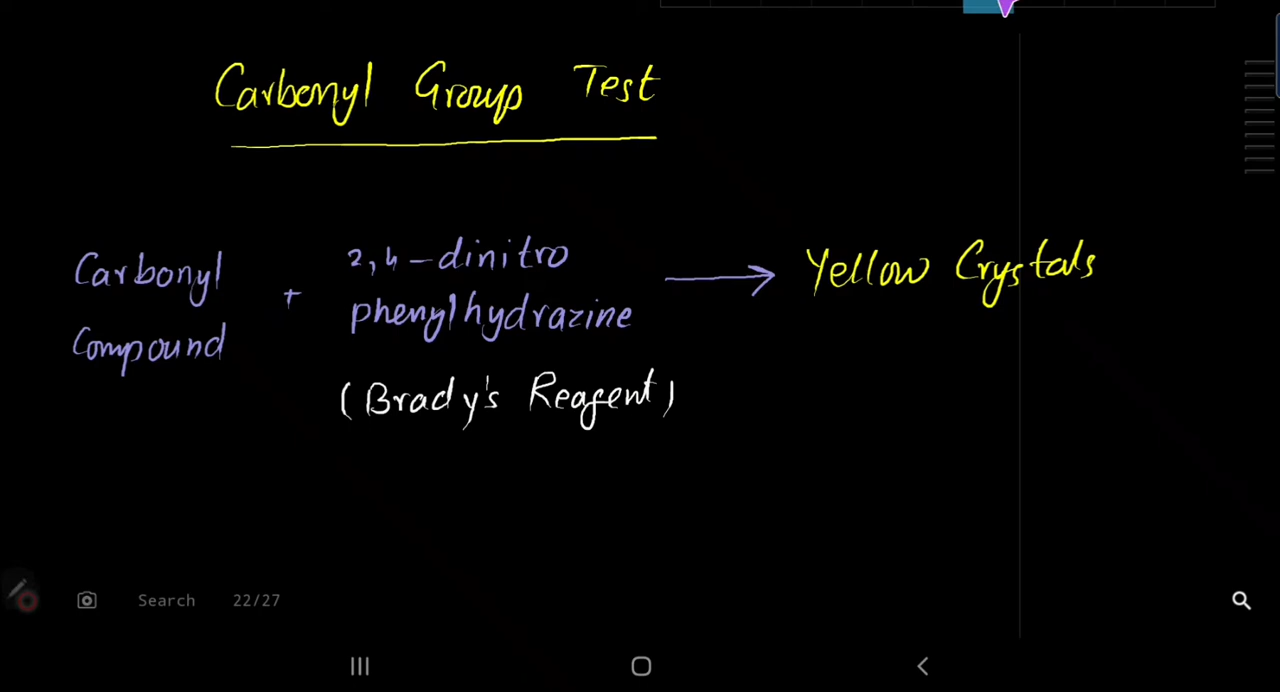 Carbonyl Group Test
Carbonyl Compound + 2,4-dinitro phenylhydrazine → Yellow Crystals
(Brady's Reagent)
Search 22/27